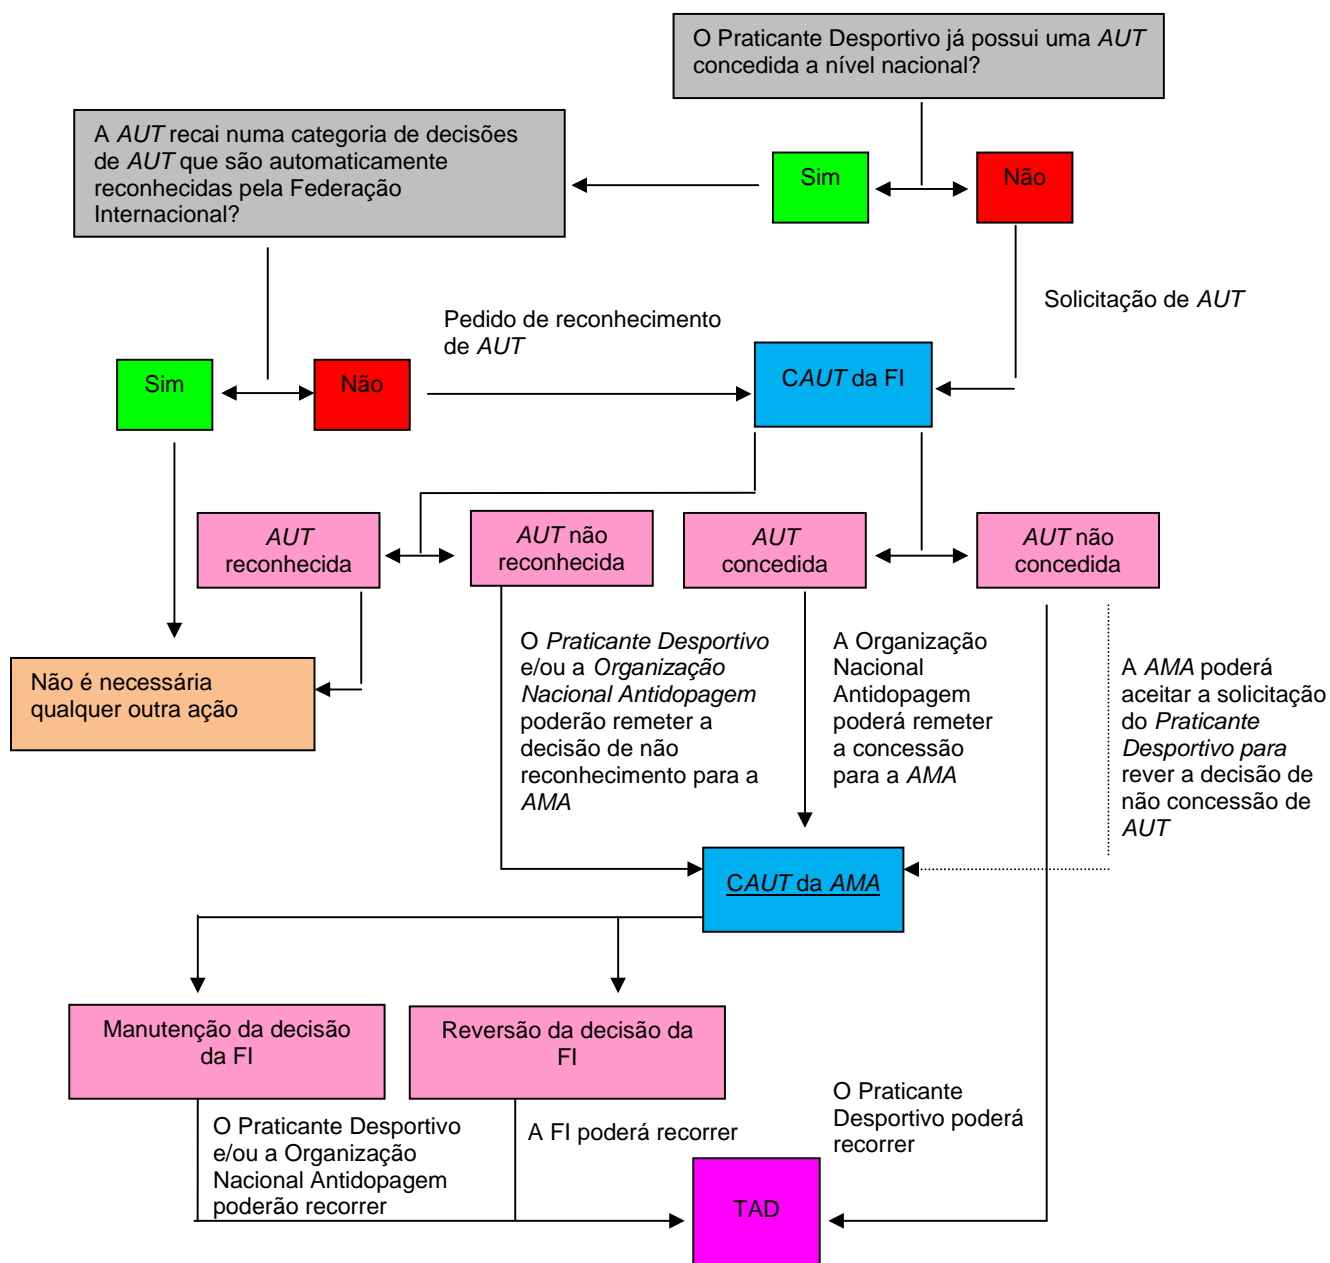 O Praticante Desportivo já possui uma AUT
concedida a nível nacional?
A AUT recai numa categoria de decisões
de AUT que são automaticamente
reconhecidas pela Federação
Internacional?
Sim
Não
Solicitação de AUT
Pedido de reconhecimento
de AUT
Sim
Não
CAUT da FI
AUT
reconhecida
AUT não
reconhecida
AUT
concedida
AUT não
concedida
O Praticante Desportivo
e/ou a Organização
Nacional Antidopagem
poderão remeter a
decisão de não
reconhecimento para a
AMA
A Organização
Nacional
Antidopagem
poderá remeter
a concessão
para a AMA
A AMA poderá
aceitar a solicitação
do Praticante
Desportivo para
rever a decisão de
não concessão de
AUT
Não é necessária
qualquer outra ação
CAUT da AMA
Manutenção da decisão
da FI
Reversão da decisão da
FI
O Praticante Desportivo
e/ou a Organização
Nacional Antidopagem
poderão recorrer
A FI poderá recorrer
O Praticante
Desportivo poderá
recorrer
TAD